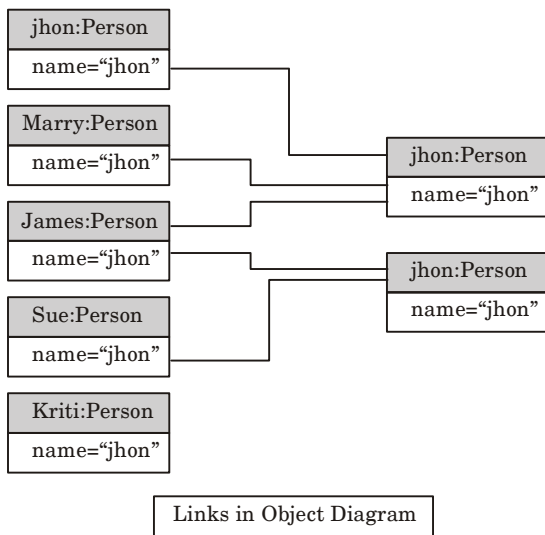 jhon:Person
name=“jhon”
Marry:Person
name=“jhon”
James:Person
name=“jhon”
Sue:Person
name=“jhon”
Kriti:Person
name=“jhon”
jhon:Person
name=“jhon”
jhon:Person
name=“jhon”
Links in Object Diagram